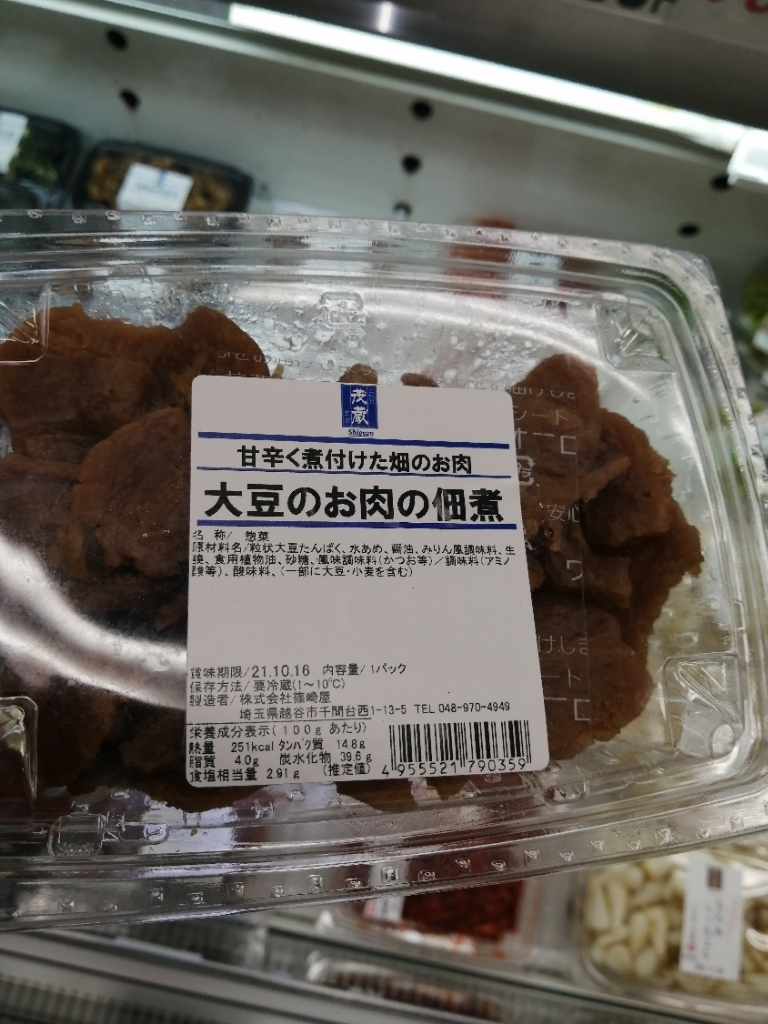 茂蔵
Shigezo
甘辛く煮付けた畑のお肉
大豆のお肉の佃煮
名 称/ 惣菜
原材料名/粒状大豆たんぱく、水あめ、醤油、みりん風調味料、生
姜、食用植物油、砂糖、風味調味料(かつお等)/調味料(アミノ
酸等)、酸味料、(一部に大豆・小麦を含む)
賞味期限/21.10.16 内容量/1パック
保存方法/要冷蔵(1~10℃)
製造者/株式会社篠崎屋
埼玉県越谷市千間台西1-13-5 TEL 048-970-4949
栄養成分表示(100g あたり)
熱量 251kcal タンパク質 14.8g
脂質 4.0g 炭水化物 39.6g
食塩相当量 2.91g (推定値)
4955521790359
シート
安心